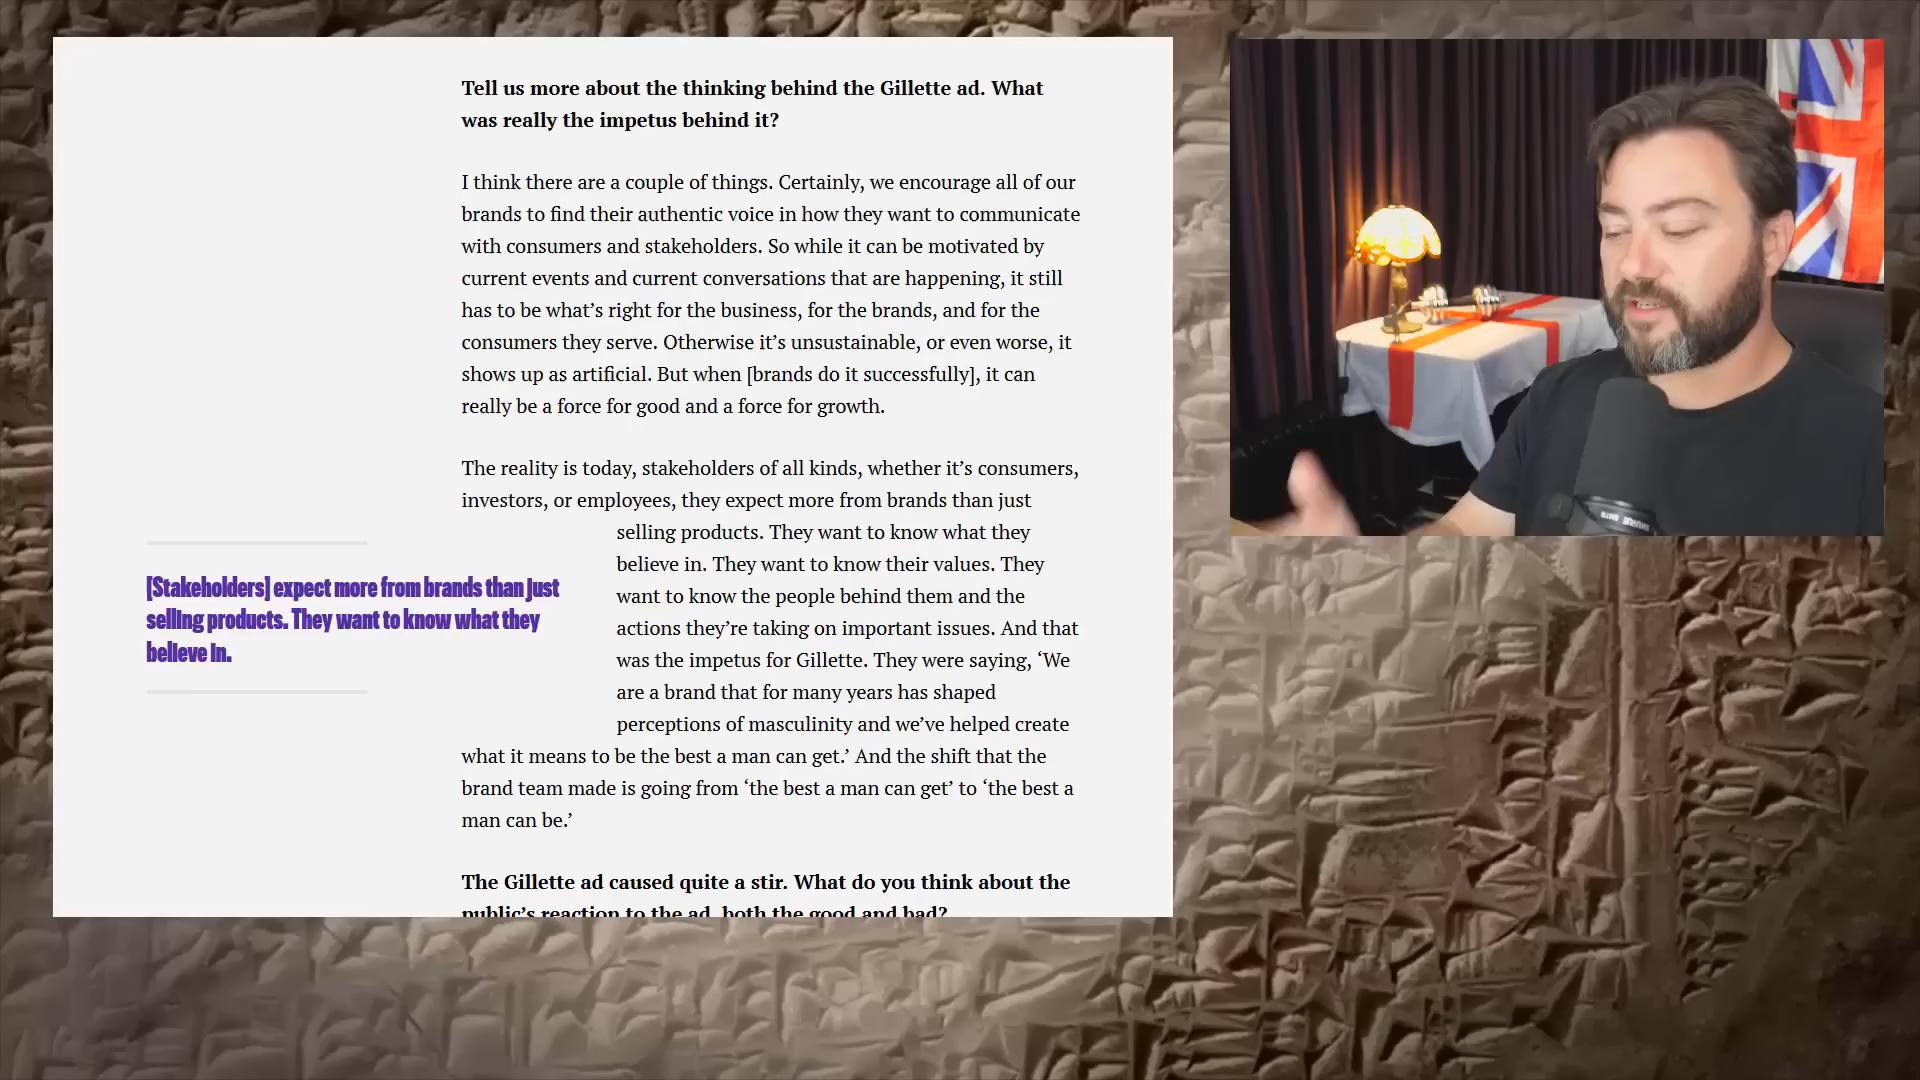 Tell us more about the thinking behind the Gillette ad. What
was really the impetus behind it?
I think there are a couple of things. Certainly, we encourage all of our
brands to find their authentic voice in how they want to communicate
with consumers and stakeholders. So while it can be motivated by
current events and current conversations that are happening, it still
has to be what’s right for the business, for the brands, and for the
consumers they serve. Otherwise it’s unsustainable, or even worse, it
shows up as artificial. But when [brands do it successfully], it can
really be a force for good and a force for growth.
The reality is today, stakeholders of all kinds, whether it’s consumers,
investors, or employees, they expect more from brands than just
selling products. They want to know what they
believe in. They want to know their values. They
want to know the people behind them and the
actions they’re taking on important issues. And that
was the impetus for Gillette. They were saying, ‘We
are a brand that for many years has shaped
perceptions of masculinity and we’ve helped create
what it means to be the best a man can get.’ And the shift that the
brand team made is going from ‘the best a man can get’ to ‘the best a
man can be.’
[Stakeholders] expect more from brands than just
selling products. They want to know what they
believe in.
The Gillette ad caused quite a stir. What do you think about the
public’s reaction to the ad, both the good and bad?
SHURE